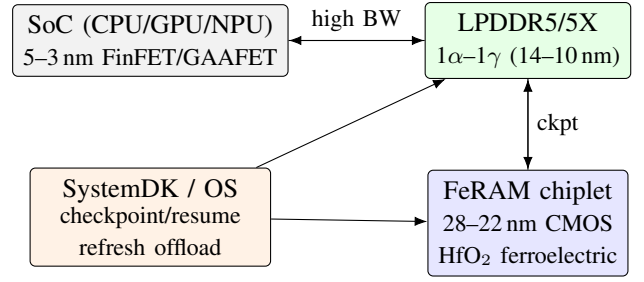 SoC (CPU/GPU/NPU)
5–3 nm FinFET/GAAFET
high BW
LPDDR5/5X
1α–1γ (14–10 nm)
ckpt
SystemDK / OS
checkpoint/resume
refresh offload
FeRAM chiplet
28–22 nm CMOS
HfO₂ ferroelectric